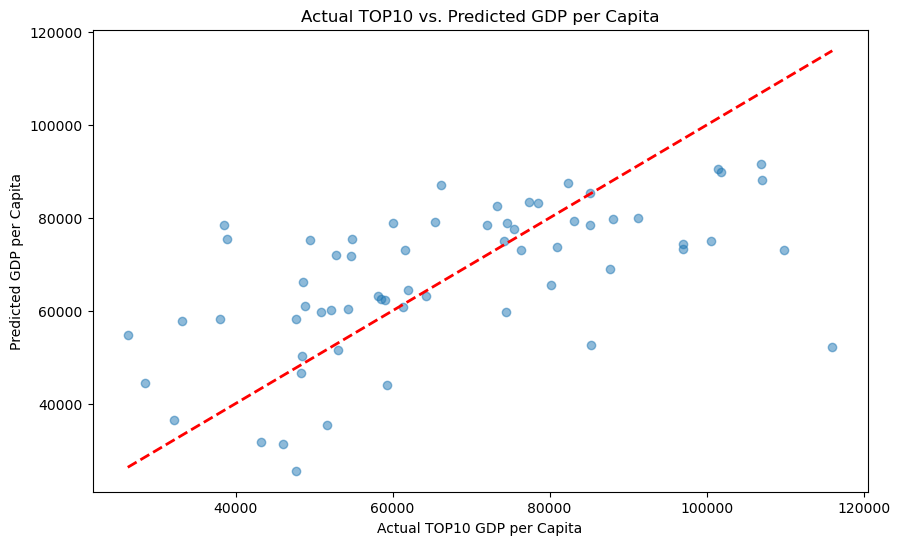 Actual TOP10 vs. Predicted GDP per Capita
120000
100000
80000
60000
40000
Predicted GDP per Capita
40000 60000 80000 100000 120000
Actual TOP10 GDP per Capita